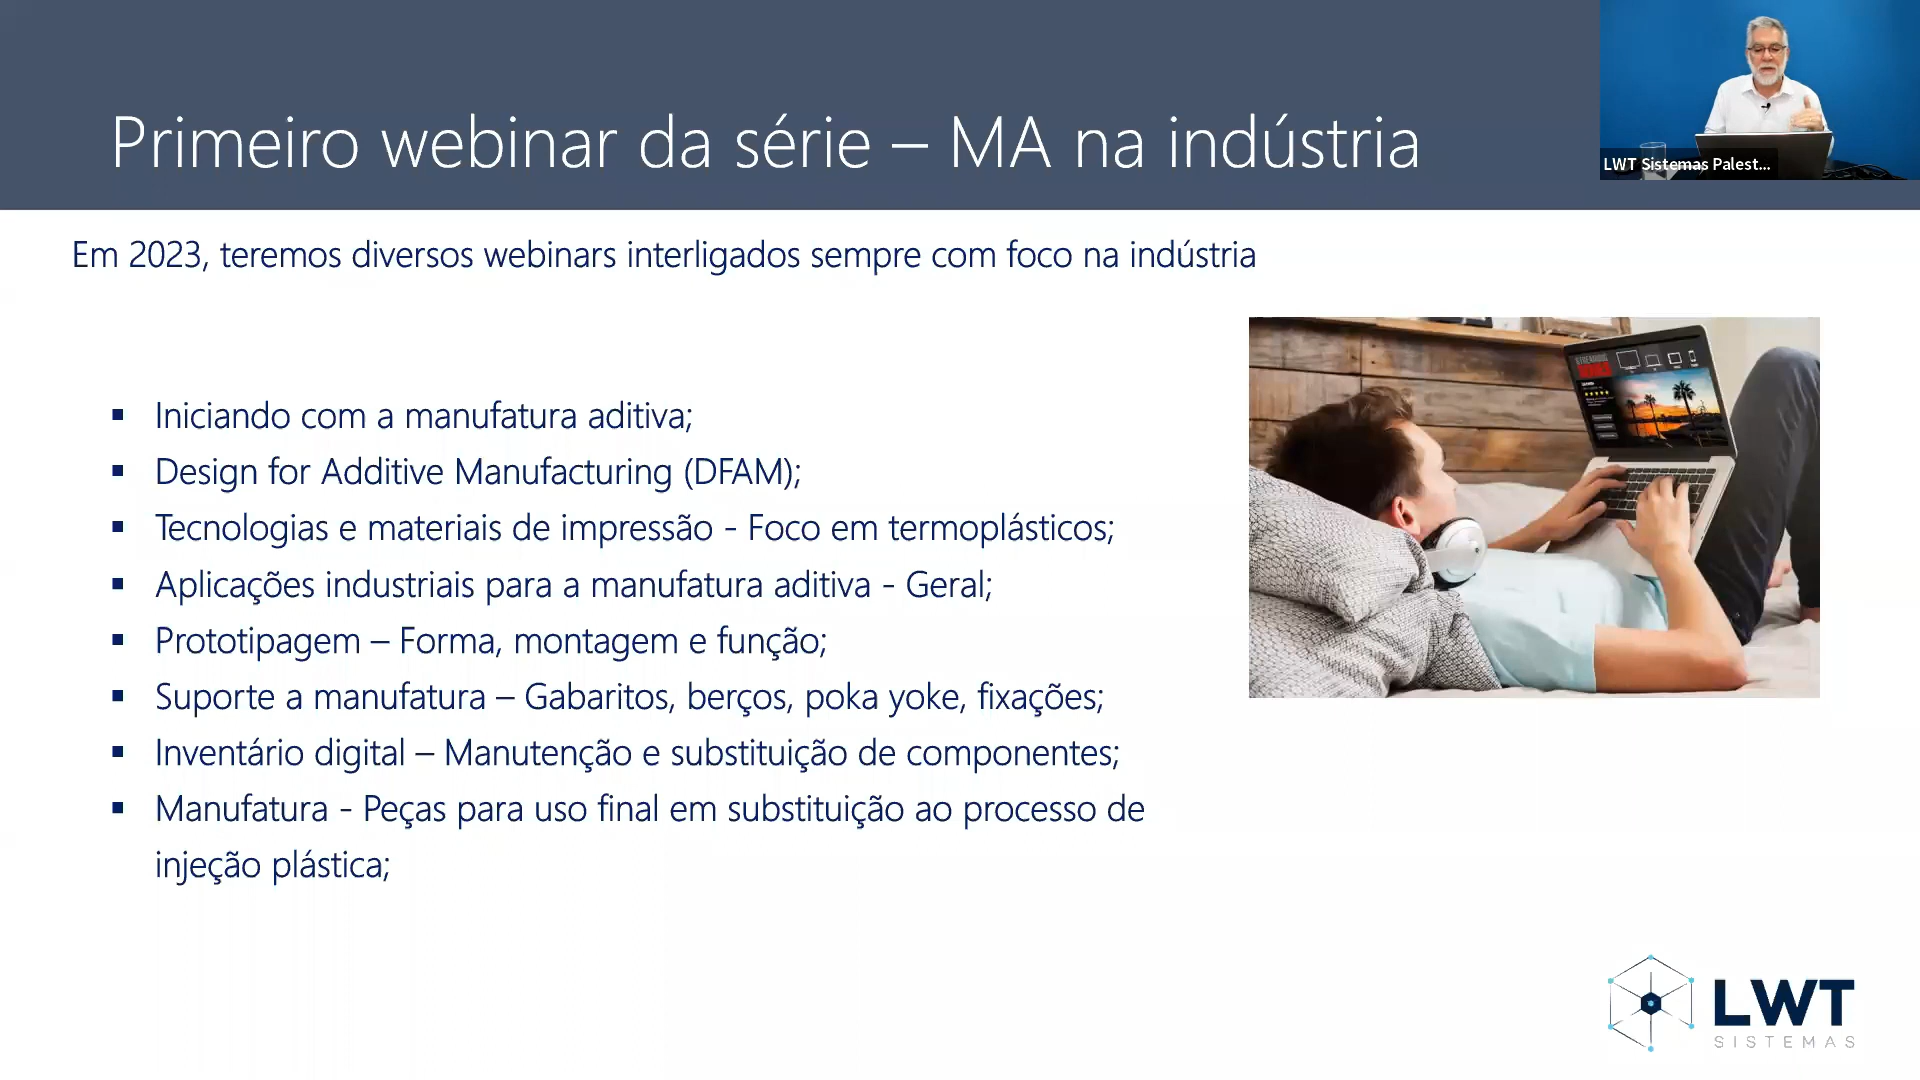 Primeiro webinar da série – MA na indústria
LWT Sistemas Palest...
Em 2023, teremos diversos webinars interligados sempre com foco na indústria
▪ Iniciando com a manufatura aditiva;
▪ Design for Additive Manufacturing (DFAM);
▪ Tecnologias e materiais de impressão - Foco em termoplásticos;
▪ Aplicações industriais para a manufatura aditiva - Geral;
▪ Prototipagem – Forma, montagem e função;
▪ Suporte a manufatura – Gabaritos, berços, poka yoke, fixações;
▪ Inventário digital – Manutenção e substituição de componentes;
▪ Manufatura - Peças para uso final em substituição ao processo de
injeção plástica;
LWT
SISTEMAS